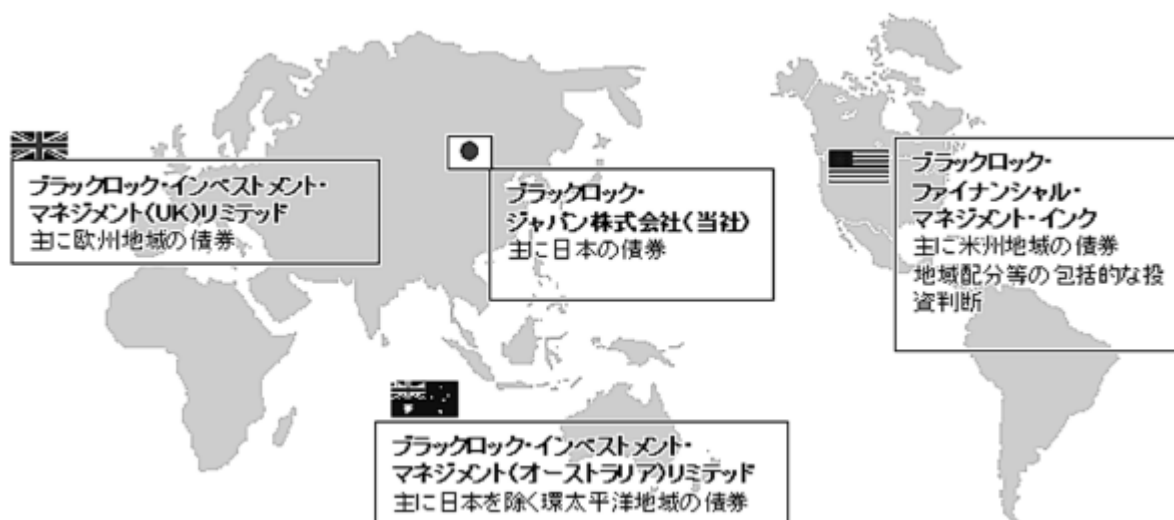 ブラックロック・インベストメント・
マネジメント(UK)リミテッド
主に欧州地域の債券
ブラックロック・
ジャパン株式会社(当社)
主に日本の債券
ブラックロック・
ファイナンシャル・
マネジメント・インク
主に米州地域の債券
地域配分等の包括的な投
資判断
ブラックロック・インベストメント・
マネジメント(オーストラリア)リミテッド
主に日本を除く環太平洋地域の債券